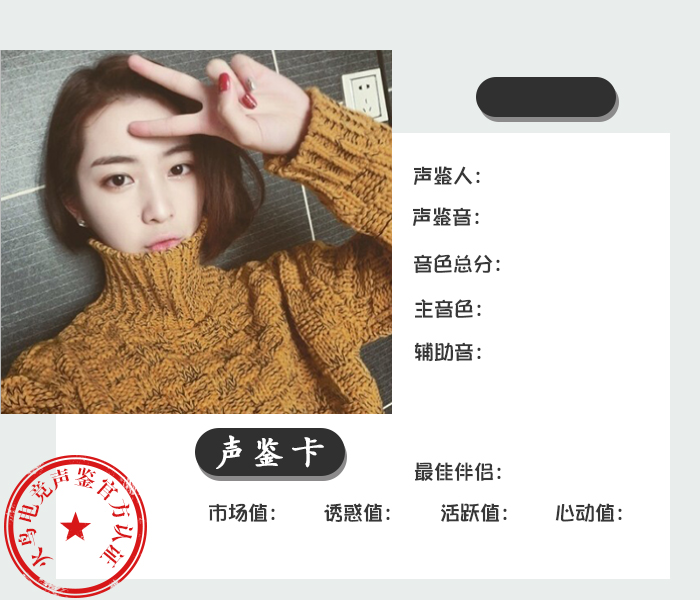 声鉴人：
声鉴音：
音色总分：
主音色：
辅助音：
声鉴卡
最佳伴侣：
市场值： 诱惑值： 活跃值： 心动值：
火鸟电竞声鉴官方认证